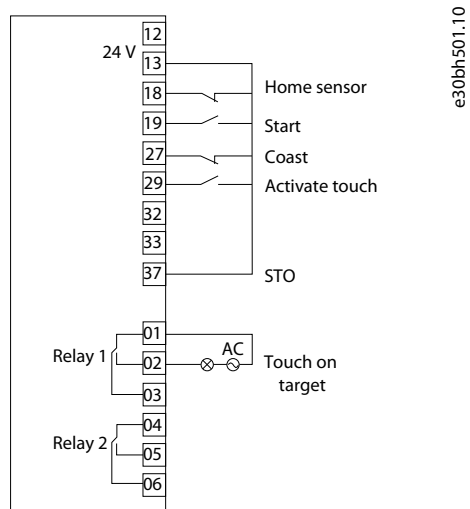 12
24 V
13
18
Home sensor
19
Start
27
Coast
29
Activate touch
32
33
37
STO
01
Relay 1
AC
02
Touch on
target
03
04
Relay 2
05
06
e30bh501.10